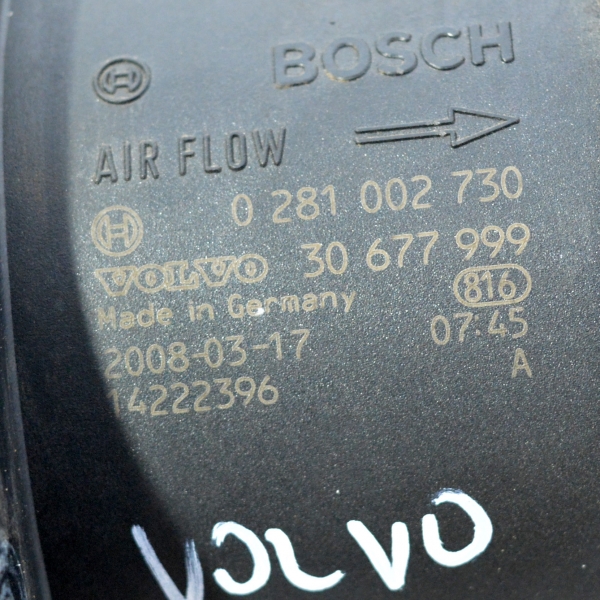 BOSCH
AIR FLOW
0 281 002 730
VOLVO 30 677 999
Made in Germany 816
2008-03-17 07:45
14222396 A
VOLVO